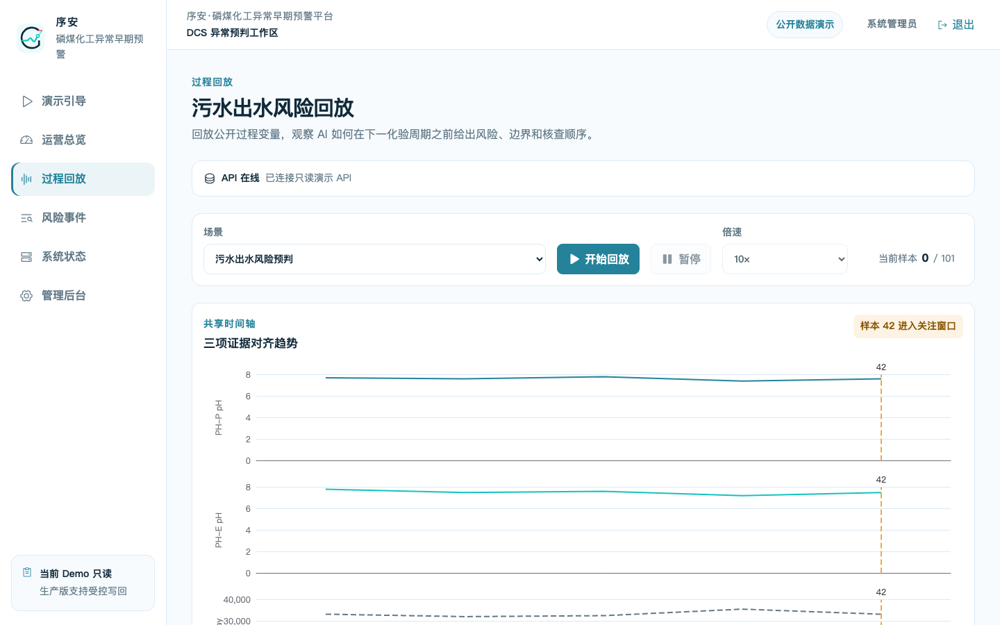 序安
磷煤化工异常早期预
警
演示引导
运营总览
过程回放
风险事件
系统状态
管理后台
当前 Demo 只读
生产版支持受控写回
序安·磷煤化工异常早期预警平台
DCS 异常预判工作区
公开数据演示
系统管理员
退出
过程回放
污水出水风险回放
回放公开过程变量，观察 AI 如何在下一化验周期之前给出风险、边界和核查顺序。
API 在线 已连接只读演示 API
场景
污水出水风险预判
开始回放
暂停
倍速
10×
当前样本 0 / 101
共享时间轴
三项证据对齐趋势
样本 42 进入关注窗口
42
8
6
4
2
0
PH-P pH
42
8
6
4
2
0
PH-E pH
42
40,000
30,000